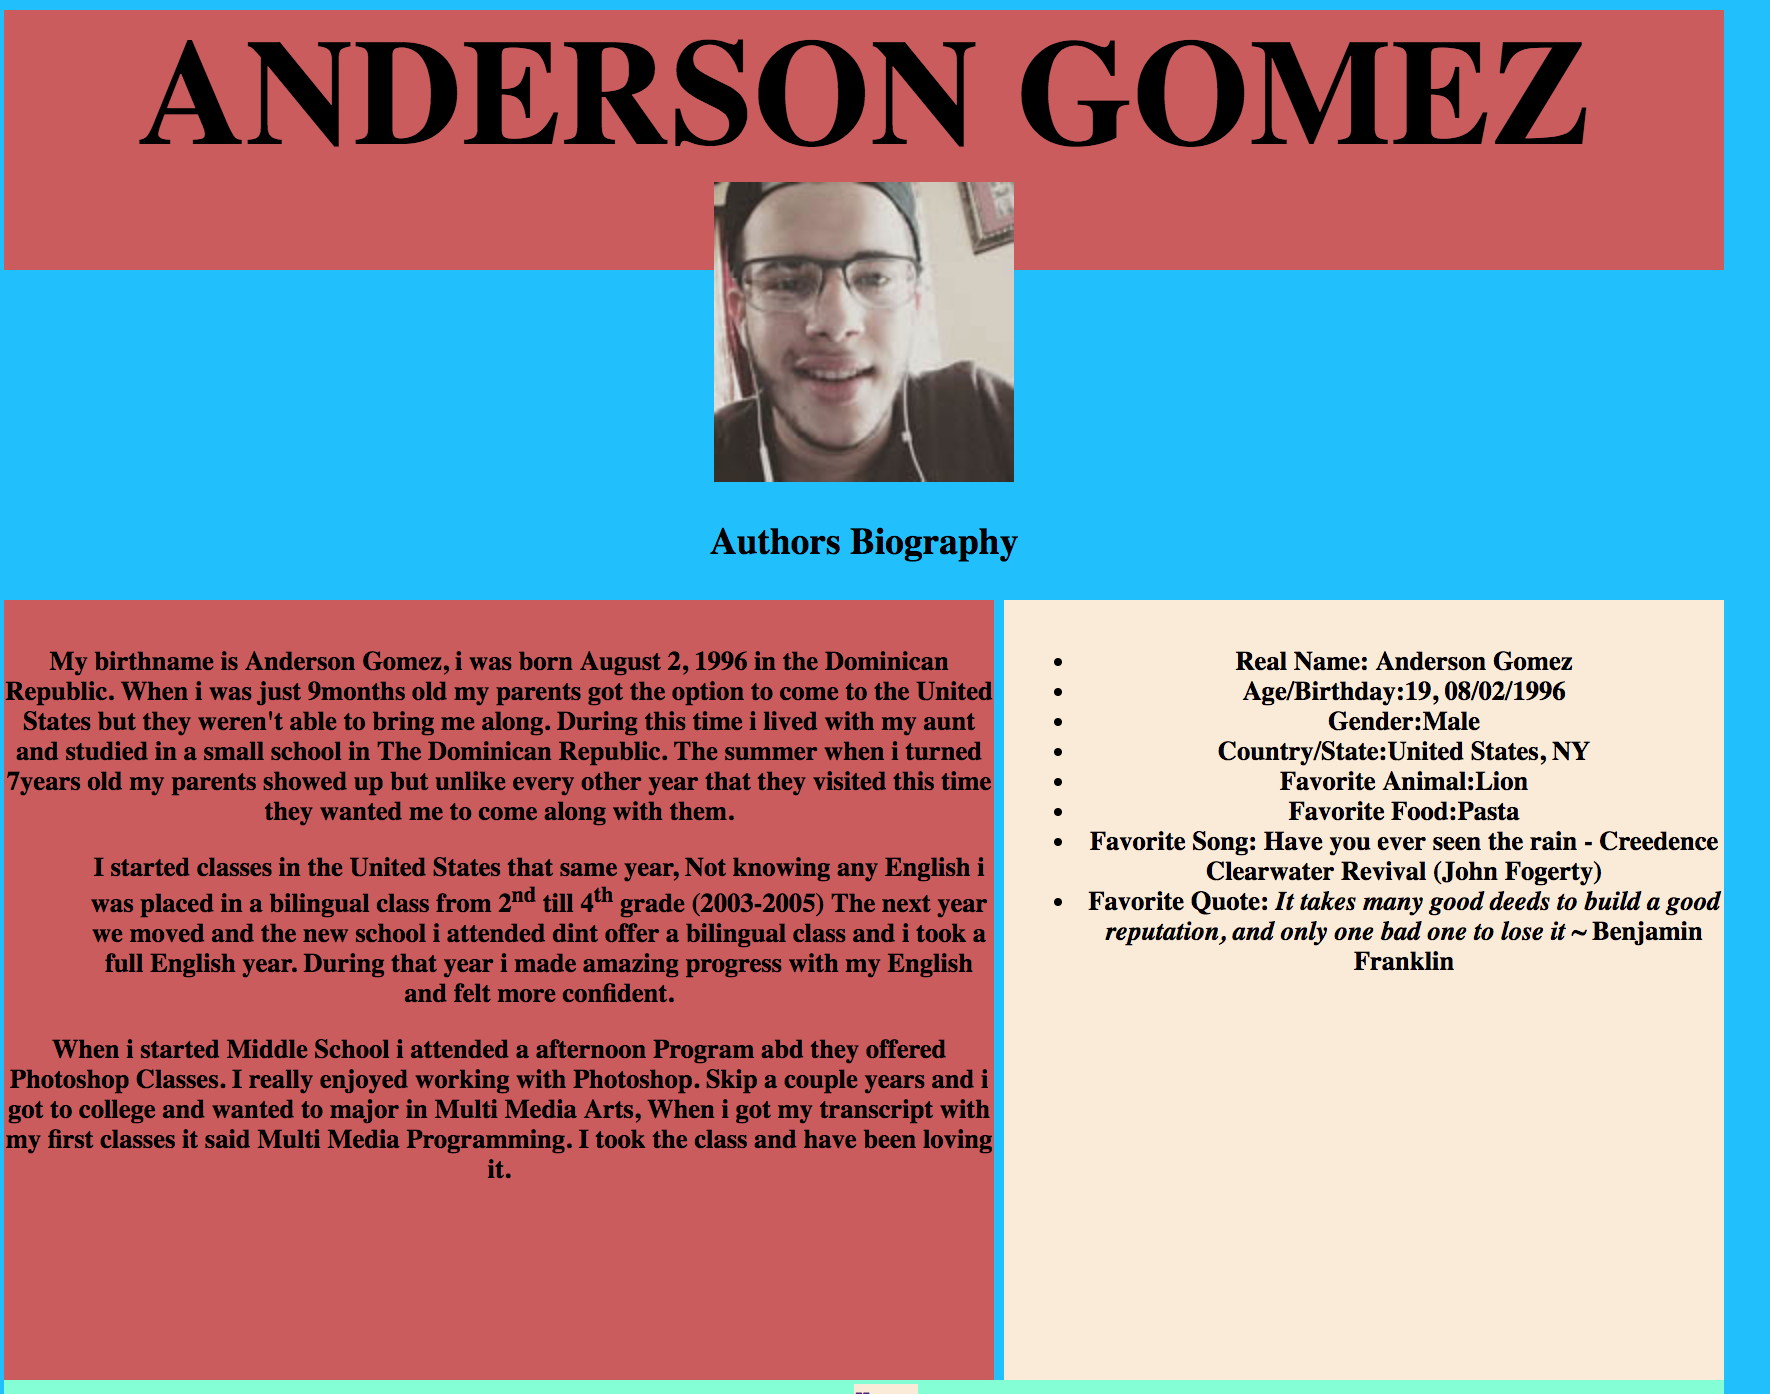 ANDERSON GOMEZ
Authors Biography
My birthname is Anderson Gomez, i was born August 2, 1996 in the Dominican
Republic. When i was just 9months old my parents got the option to come to the United
States but they weren't able to bring me along. During this time i lived with my aunt
and studied in a small school in The Dominican Republic. The summer when i turned
7years old my parents showed up but unlike every other year that they visited this time
they wanted me to come along with them.
I started classes in the United States that same year, Not knowing any English i
was placed in a bilingual class from 2nd till 4th grade (2003-2005) The next year
we moved and the new school i attended dint offer a bilingual class and i took a
full English year. During that year i made amazing progress with my English
and felt more confident.
When i started Middle School i attended a afternoon Program abd they offered
Photoshop Classes. I really enjoyed working with Photoshop. Skip a couple years and i
got to college and wanted to major in Multi Media Arts, When i got my transcript with
my first classes it said Multi Media Programming. I took the class and have been loving
it.
• Real Name: Anderson Gomez
• Age/Birthday:19, 08/02/1996
• Gender:Male
• Country/State:United States, NY
• Favorite Animal:Lion
• Favorite Food:Pasta
• Favorite Song: Have you ever seen the rain - Creedence
Clearwater Revival (John Fogerty)
• Favorite Quote: It takes many good deeds to build a good
reputation, and only one bad one to lose it ~ Benjamin
Franklin